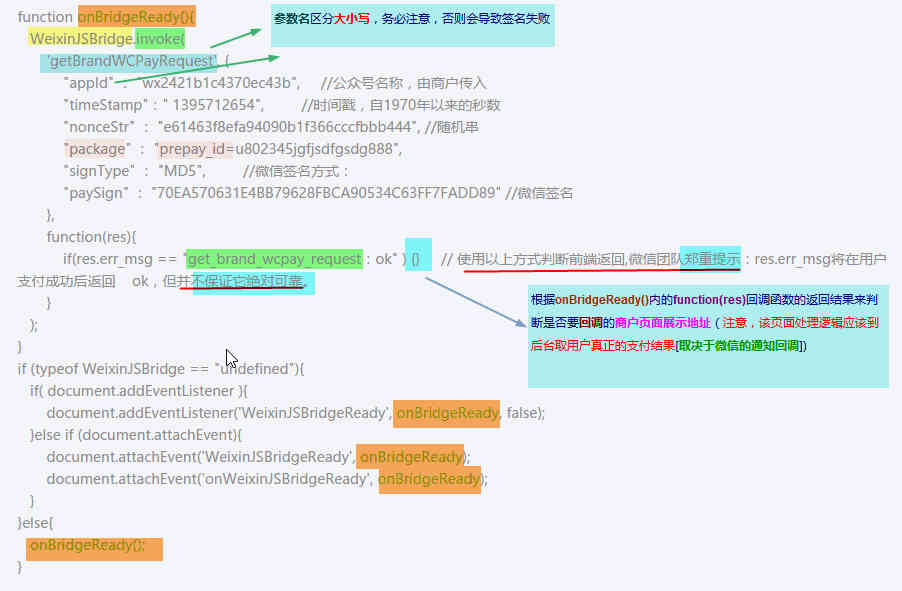 function onBridgeReady(){
WeixinJSBridge.invoke(
'getBrandWCPayRequest', {
"appId" : "wx2421b1c4370ec43b", //公众号名称，由商户传入
"timeStamp" : " 1395712654", //时间戳，自1970年以来的秒数
"nonceStr" : "e61463f8efa94090b1f366cccfbbb444", //随机串
"package" : "prepay_id=u802345jgfjsdfgsdg888",
"signType" : "MD5", //微信签名方式：
"paySign" : "70EA570631E4BB79628FBCA90534C63FF7FADD89" //微信签名
},
function(res){
if(res.err_msg == "get_brand_wcpay_request：ok" ) {} // 使用以上方式判断前端返回,微信团队郑重提示：res.err_msg将在用户
支付成功后返回 ok，但并不保证它绝对可靠。
}
);
}
if (typeof WeixinJSBridge == "undefined"){
if( document.addEventListener ){
document.addEventListener('WeixinJSBridgeReady', onBridgeReady, false);
}else if (document.attachEvent){
document.attachEvent('WeixinJSBridgeReady', onBridgeReady);
document.attachEvent('onWeixinJSBridgeReady', onBridgeReady);
}
}else{
onBridgeReady();
}
参数名区分大小写，务必注意，否则会导致签名失败
根据onBridgeReady()内的function(res)回调函数的返回结果来判
断是否要回调的商户页面展示地址（注意，该页面处理逻辑应该到
后台取用户真正的支付结果[取决于微信的通知回调])